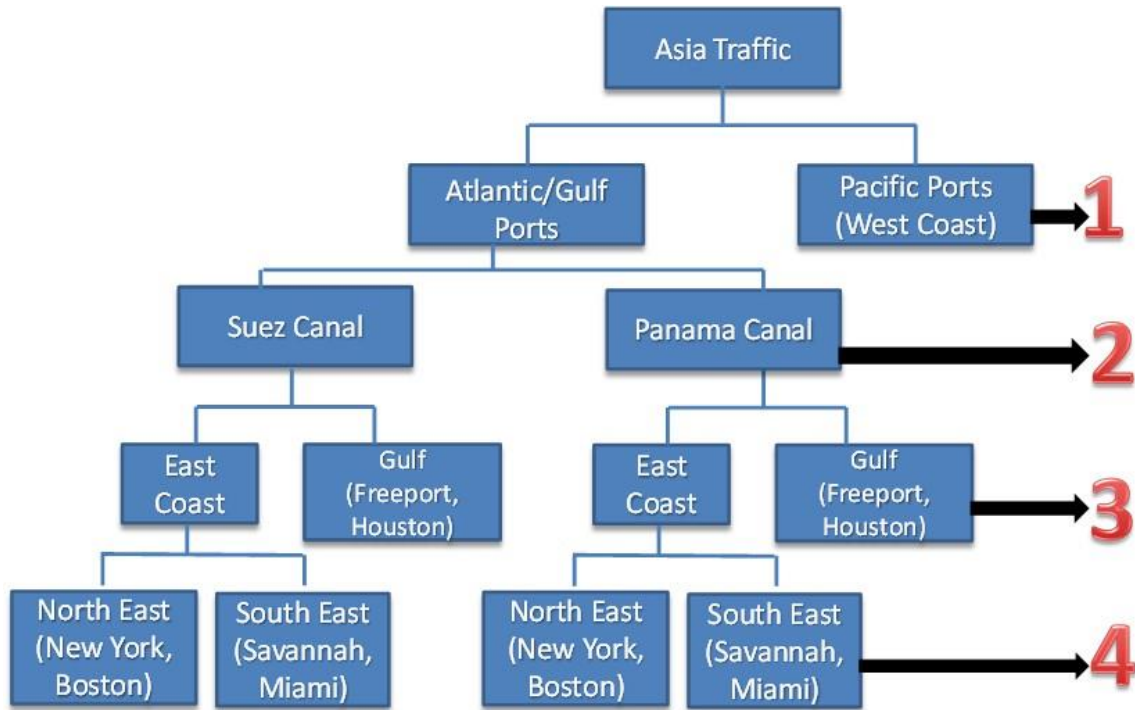 Asia Traffic
Atlantic/Gulf
Ports
Pacific Ports
(West Coast)
1
Suez Canal
Panama Canal
2
East
Coast
Gulf
(Freeport,
Houston)
East
Coast
Gulf
(Freeport,
Houston)
3
North East
(New York,
Boston)
South East
(Savannah,
Miami)
North East
(New York,
Boston)
South East
(Savannah,
Miami)
4